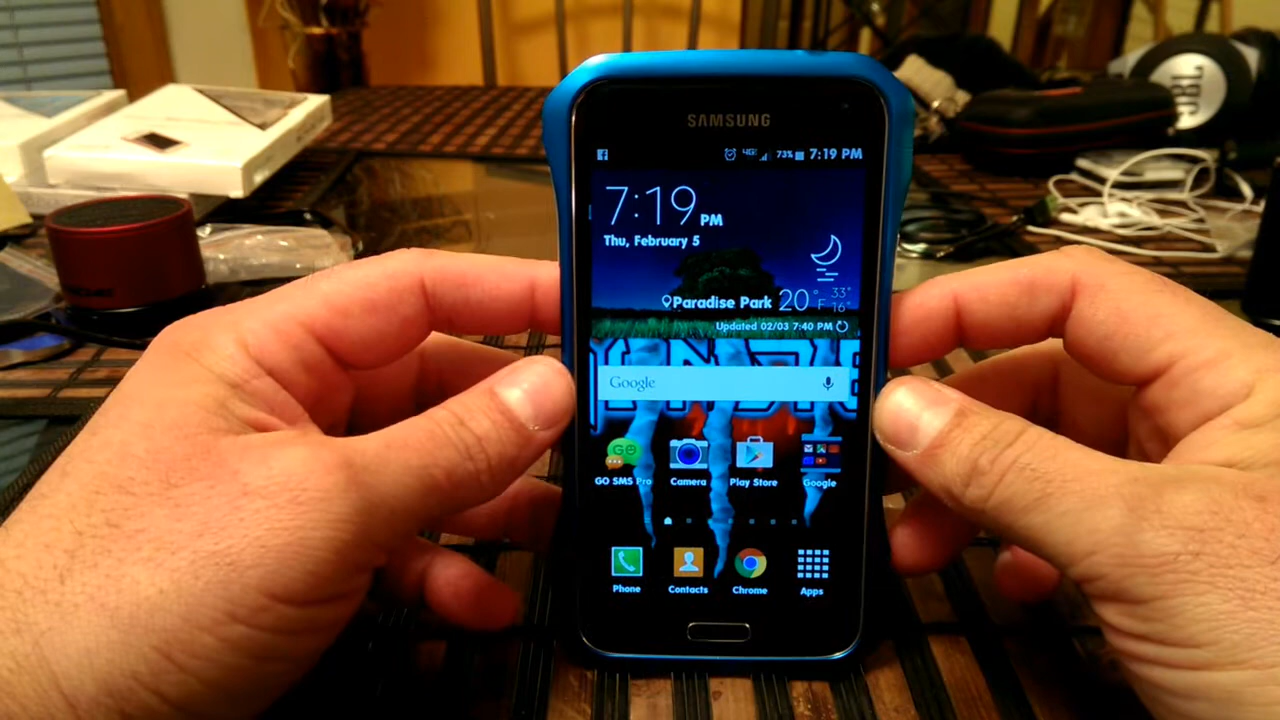 SAMSUNG
4G 73% 7:19 PM
7:19 PM
Thu, February 5
Paradise Park 20° F 33° 16°
Updated 02/03 7:40 PM
Google
GO SMS Pro Camera Play Store Google
Phone Contacts Chrome Apps
JBL